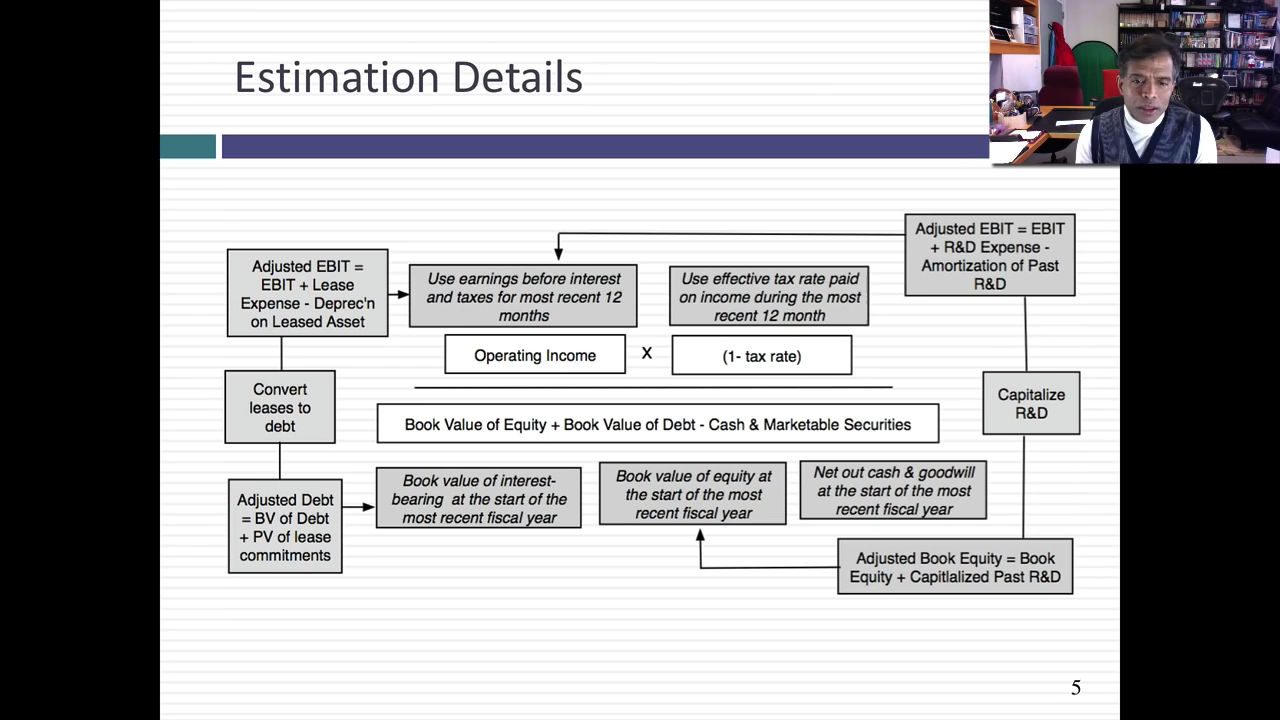 Estimation Details
Adjusted EBIT =
EBIT + Lease
Expense - Deprec'n
on Leased Asset
Use earnings before interest
and taxes for most recent 12
months
Use effective tax rate paid
on income during the most
recent 12 month
Adjusted EBIT = EBIT
+ R&D Expense -
Amortization of Past
R&D
Operating Income
X
(1- tax rate)
Convert
leases to
debt
Capitalize
R&D
Book Value of Equity + Book Value of Debt - Cash & Marketable Securities
Adjusted Debt
= BV of Debt
+ PV of lease
commitments
Book value of interest-
bearing at the start of the
most recent fiscal year
Book value of equity at
the start of the most
recent fiscal year
Net out cash & goodwill
at the start of the most
recent fiscal year
Adjusted Book Equity = Book
Equity + Capitlalized Past R&D
5